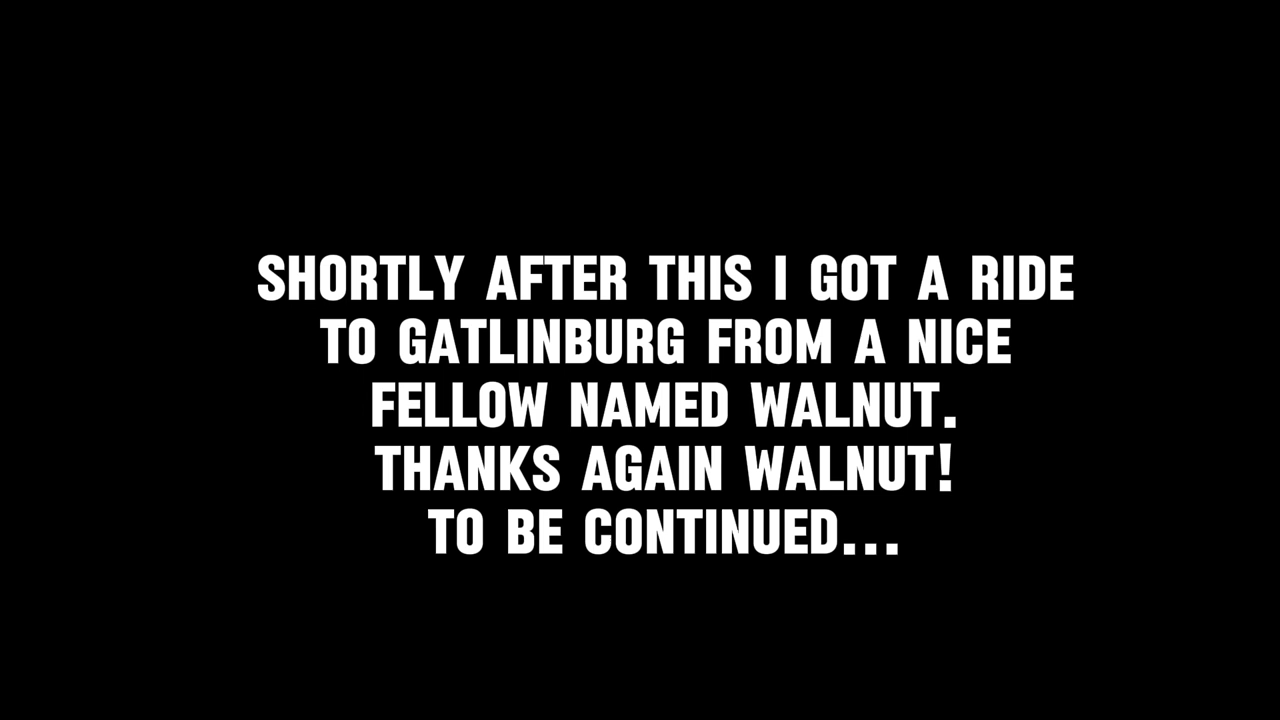 SHORTLY AFTER THIS I GOT A RIDE
TO GATLINBURG FROM A NICE
FELLOW NAMED WALNUT.
THANKS AGAIN WALNUT!
TO BE CONTINUED...